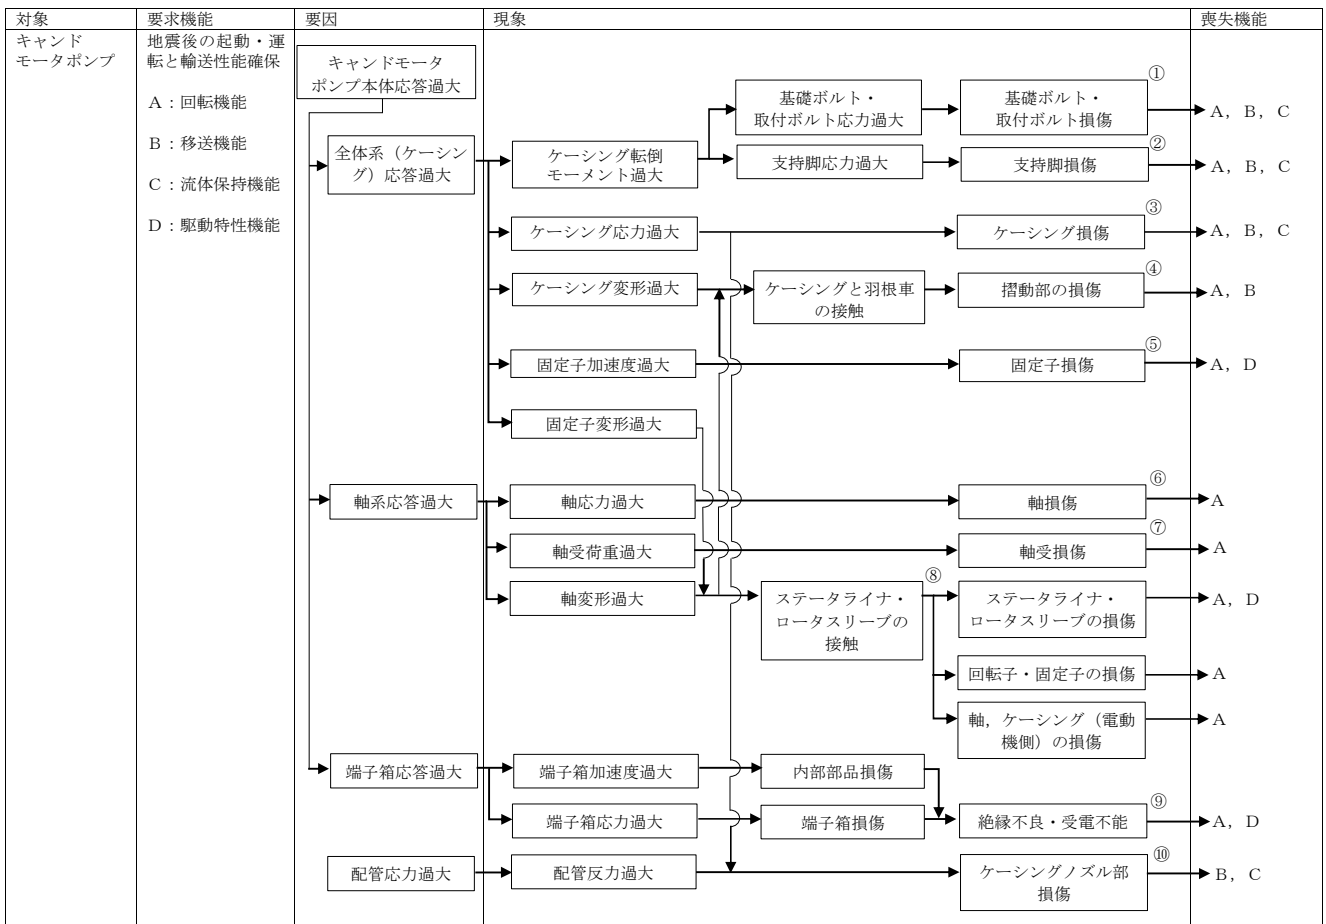 対象
要求機能
要因
現象
喪失機能
キャンド
モータポンプ
地震後の起動・運
転と輸送性能確保
A：回転機能
B：移送機能
C：流体保持機能
D：駆動特性機能
キャンドモータ
ポンプ本体応答過大
全体系（ケーシン
グ）応答過大
ケーシング転倒
モーメント過大
基礎ボルト・
取付ボルト応力過大
①
基礎ボルト・
取付ボルト損傷
A，B，C
支持脚応力過大
②
支持脚損傷
A，B，C
ケーシング応力過大
③
ケーシング損傷
A，B，C
ケーシング変形過大
ケーシングと羽根車
の接触
④
摺動部の損傷
A，B
固定子加速度過大
⑤
固定子損傷
A，D
固定子変形過大
軸系応答過大
軸応力過大
⑥
軸損傷
A
軸受荷重過大
⑦
軸受損傷
A
軸変形過大
⑧
ステータライナ・
ロータスリーブの
接触
ステータライナ・
ロータスリーブの損傷
A，D
回転子・固定子の損傷
A
軸，ケーシング（電動
機側）の損傷
A
端子箱応答過大
端子箱加速度過大
内部部品損傷
端子箱応力過大
端子箱損傷
⑨
絶縁不良・受電不能
A，D
配管応力過大
配管反力過大
⑩
ケーシングノズル部
損傷
B，C